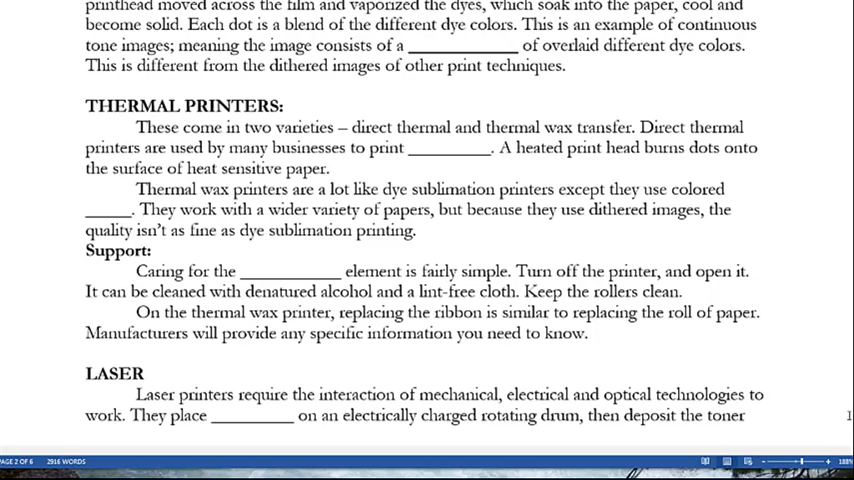 printhead moved across the film and vaporized the dyes, which soak into the paper, cool and
become solid. Each dot is a blend of the different dye colors. This is an example of continuous
tone images; meaning the image consists of a ____________ of overlaid different dye colors.
This is different from the dithered images of other print techniques.
THERMAL PRINTERS:
These come in two varieties – direct thermal and thermal wax transfer. Direct thermal
printers are used by many businesses to print _________. A heated print head burns dots onto
the surface of heat sensitive paper.
Thermal wax printers are a lot like dye sublimation printers except they use colored
_____. They work with a wider variety of papers, but because they use dithered images, the
quality isn't as fine as dye sublimation printing.
Support:
Caring for the ___________ element is fairly simple. Turn off the printer, and open it.
It can be cleaned with denatured alcohol and a lint-free cloth. Keep the rollers clean.
On the thermal wax printer, replacing the ribbon is similar to replacing the roll of paper.
Manufacturers will provide any specific information you need to know.
LASER
Laser printers require the interaction of mechanical, electrical and optical technologies to
work. They place _________ on an electrically charged rotating drum, then deposit the toner
PAGE 2 OF 6 2916 WORDS 188%